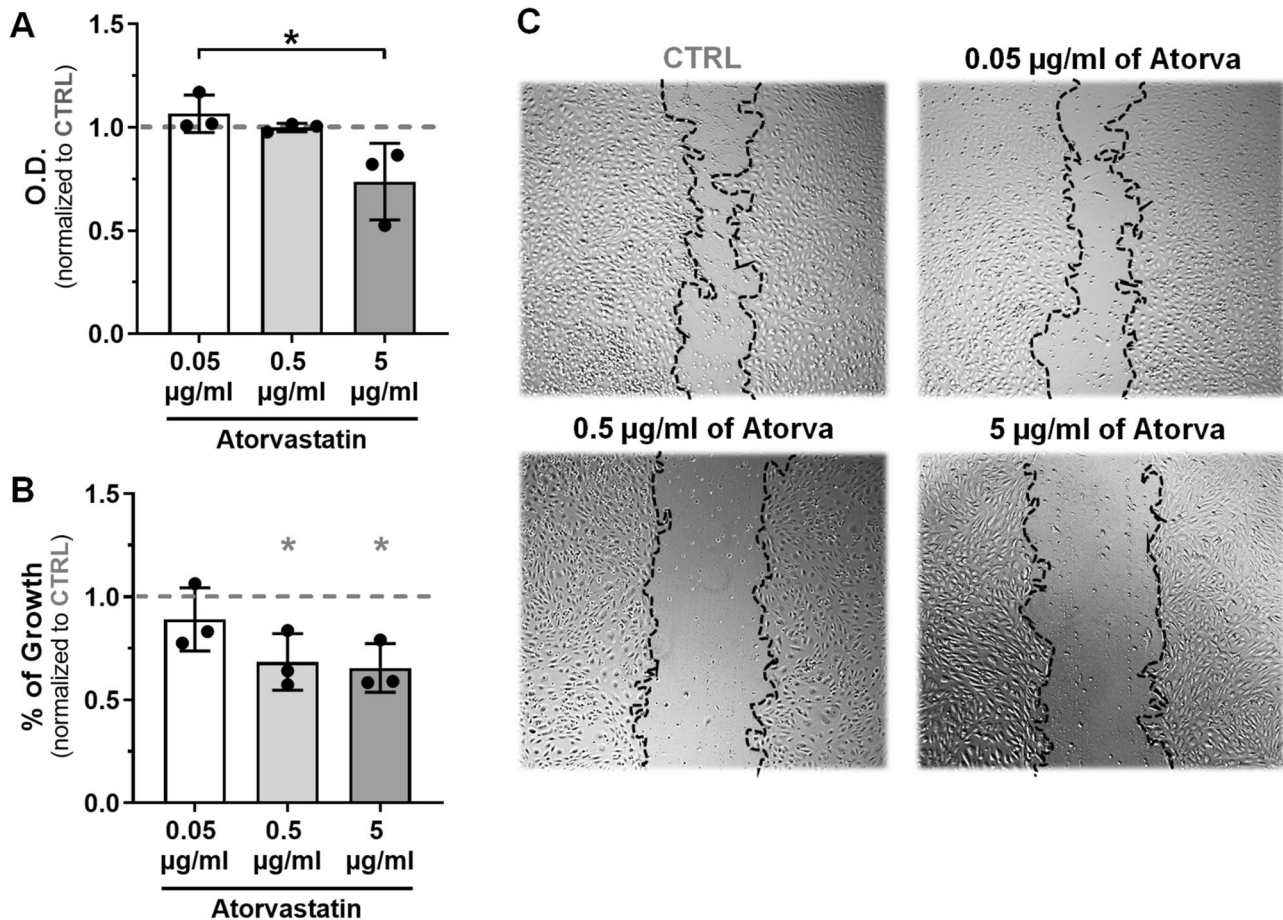 A
O.D.
(normalized to CTRL)
1.5
1.0
0.5
0.0
*
0.05
µg/ml
0.5
µg/ml
5
µg/ml
Atorvastatin
B
% of Growth
(normalized to CTRL)
1.5
1.0
0.5
0.0
*
*
0.05
µg/ml
0.5
µg/ml
5
µg/ml
Atorvastatin
C
CTRL
0.05 µg/ml of Atorva
0.5 µg/ml of Atorva
5 µg/ml of Atorva